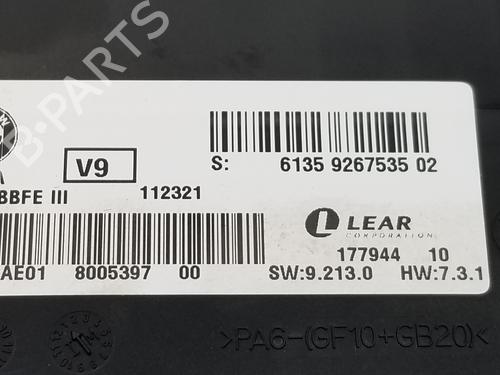 B-PARTS
V9
S: 6135 9267535 02
BBFE III
112321
LEAR
CORPORATION
177944 10
AE01 8005397 00
SW:9.213.0 HW:7.3.1
>PA6-(GF10+GB20)<